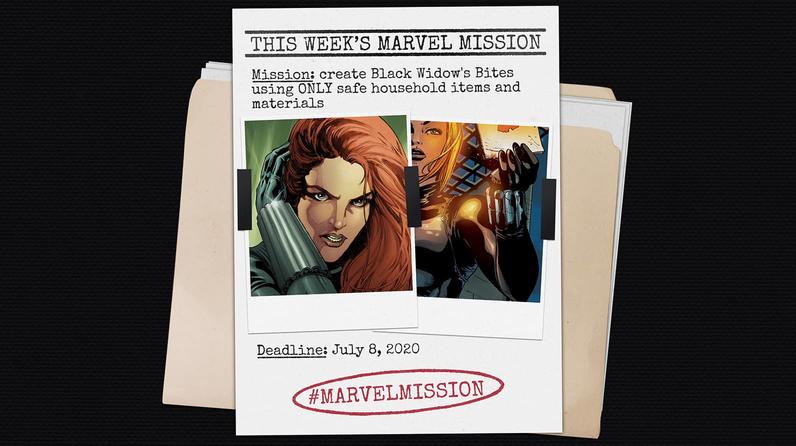 THIS WEEK'S MARVEL MISSION
Mission: create Black Widow's Bites
using ONLY safe household items and
materials
Deadline: July 8, 2020
#MARVELMISSION